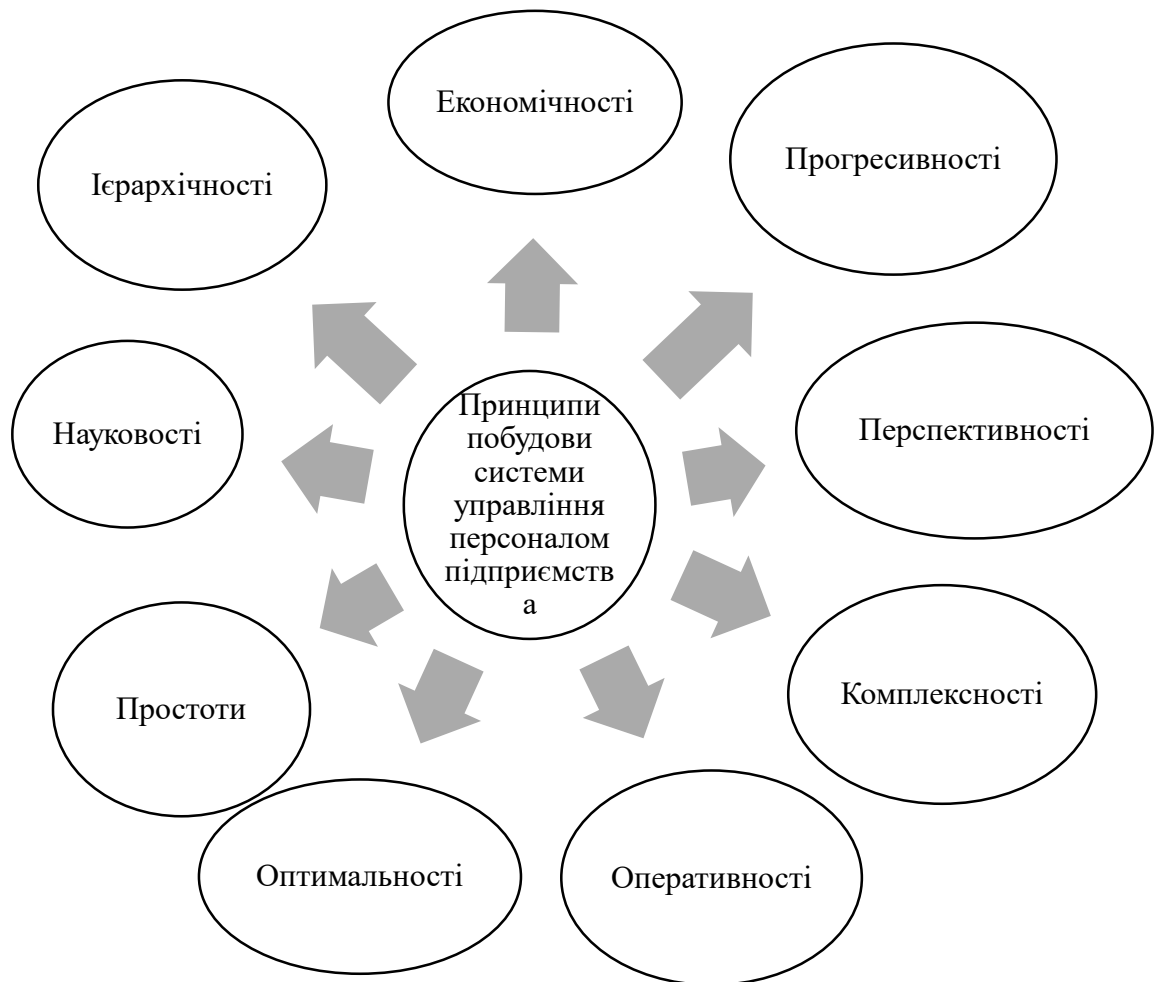 Економічності
Прогресивності
Ієрархічності
Перспективності
Науковості
Принципи
побудови
системи
управління
персоналом
підприємств
а
Комплексності
Простоти
Оптимальності
Оперативності